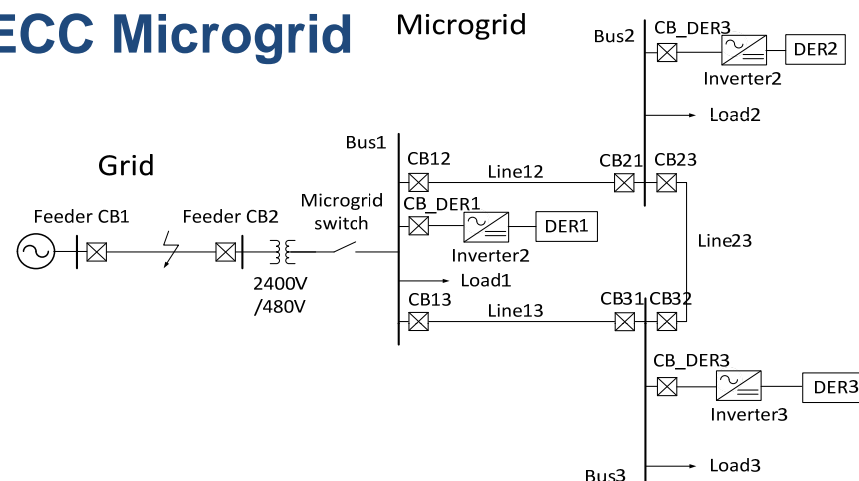 ECC Microgrid
Microgrid
Bus2
CB_DER3
DER2
Inverter2
Load2
Bus1
CB12
Line12
CB21
CB23
Grid
Microgrid
switch
CB_DER1
DER1
Inverter2
Feeder CB1
Feeder CB2
Line23
2400V
/480V
Load1
CB13
Line13
CB31
CB32
CB_DER3
DER3
Inverter3
Load3
Bus3